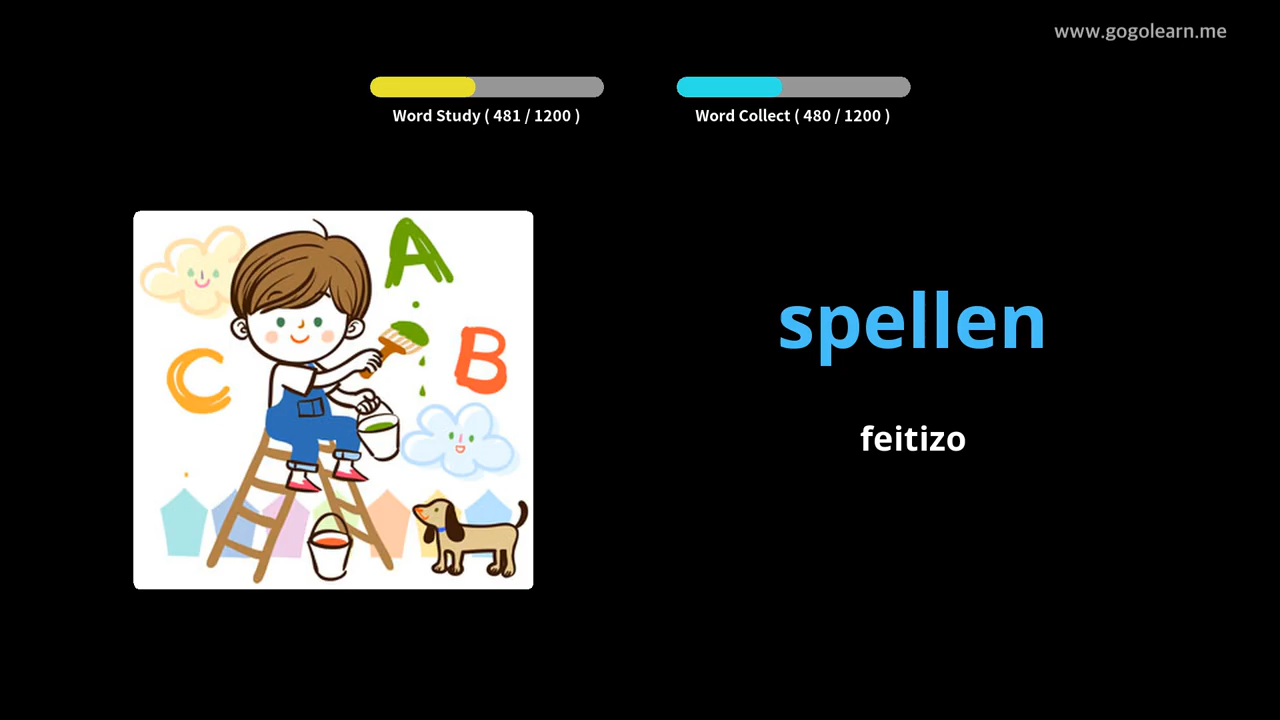 www.gogolearn.me
Word Study ( 481 / 1200 )
Word Collect ( 480 / 1200 )
A
B
C
spellen
feitizo